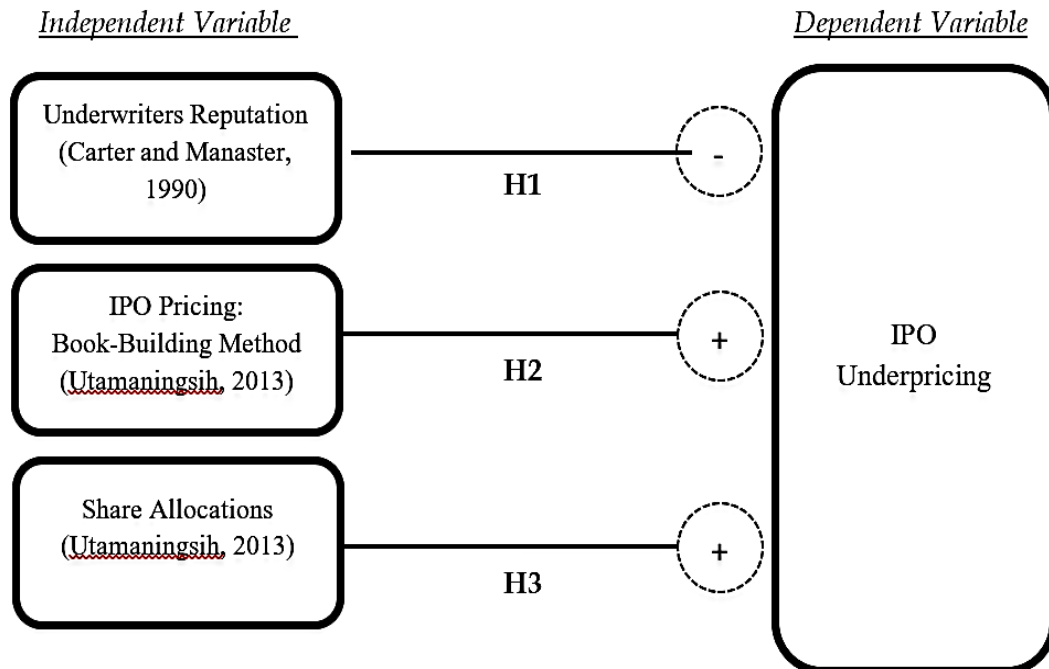 Independent Variable
Dependent Variable
Underwriters Reputation
(Carter and Manaster,
1990)
H1
-
IPO Pricing:
Book-Building Method
(Utamaningsih, 2013)
H2
+
IPO
Underpricing
Share Allocations
(Utamaningsih, 2013)
H3
+